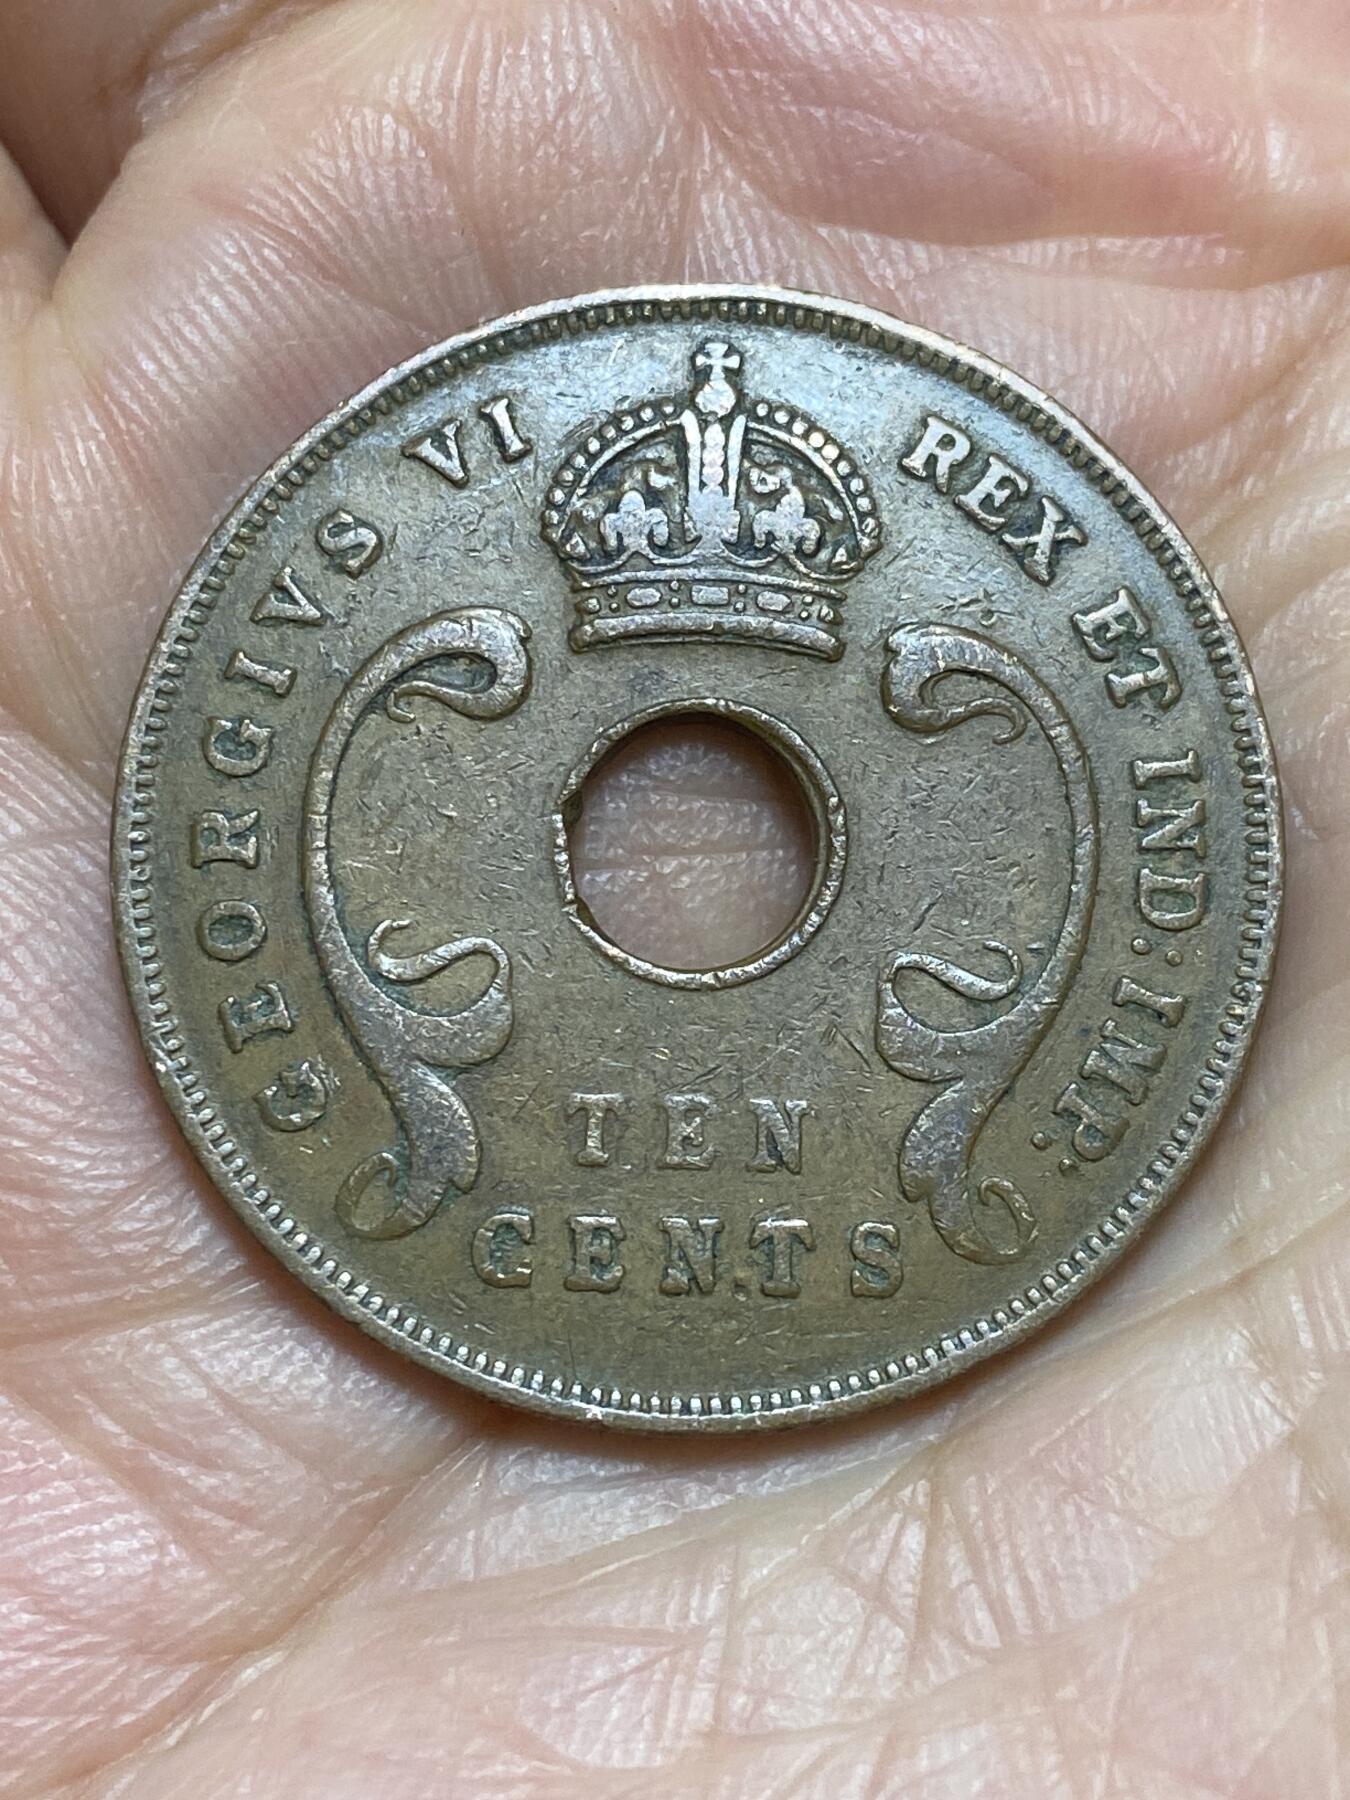 GEORGIVS VI REX ET IND: IMP:
TEN
CENTS